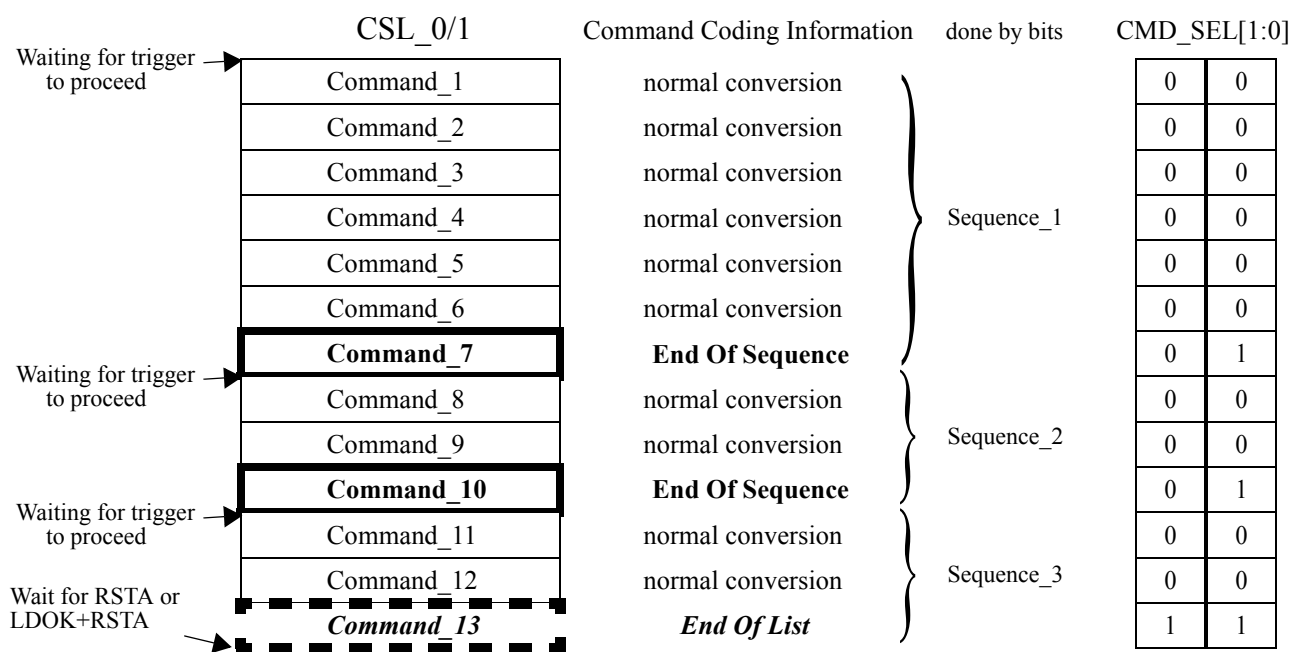 CSL_0/1 Command Coding Information done by bits CMD_SEL[1:0]
Waiting for trigger
to proceed
Command_1 normal conversion 0 0
Command_2 normal conversion 0 0
Command_3 normal conversion 0 0
Command_4 normal conversion Sequence_1 0 0
Command_5 normal conversion 0 0
Command_6 normal conversion 0 0
Command_7 End Of Sequence 0 1
Waiting for trigger
to proceed
Command_8 normal conversion 0 0
Command_9 normal conversion Sequence_2 0 0
Command_10 End Of Sequence 0 1
Waiting for trigger
to proceed
Command_11 normal conversion 0 0
Command_12 normal conversion Sequence_3 0 0
Wait for RSTA or
LDOK+RSTA
Command_13 End Of List 1 1